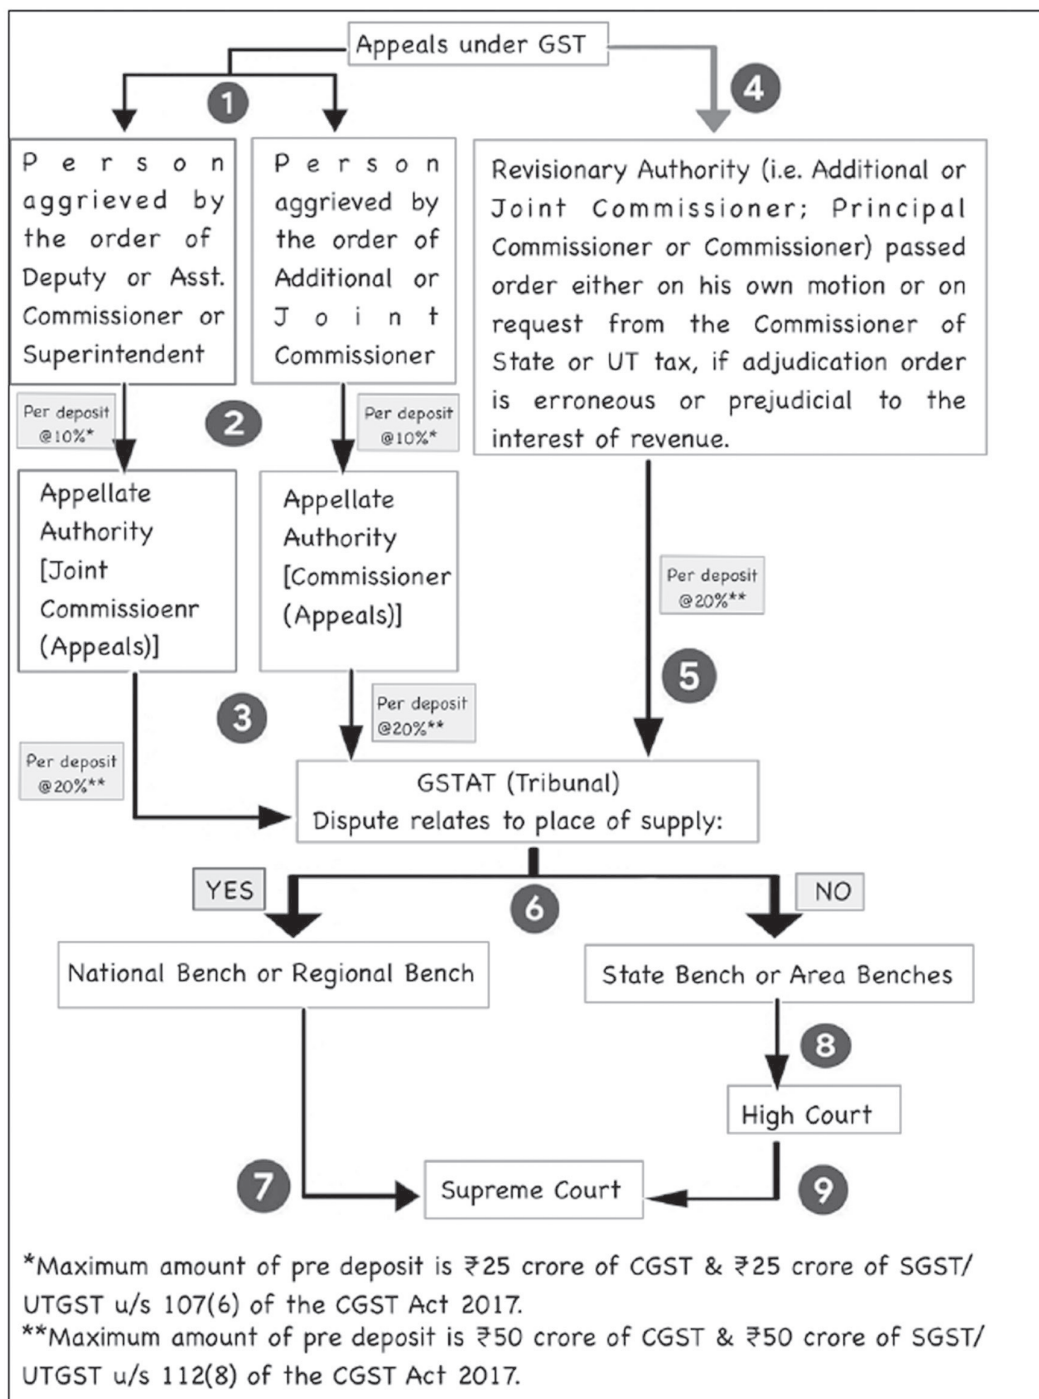 Appeals under GST
1
4
Person
aggrieved by
the order of
Deputy or Asst.
Commissioner or
Superintendent
Person
aggrieved by
the order of
Additional or
Joint
Commissioner
Revisionary Authority (i.e. Additional or
Joint Commissioner; Principal
Commissioner or Commissioner) passed
order either on his own motion or on
request from the Commissioner of
State or UT tax, if adjudication order
is erroneous or prejudicial to the
interest of revenue.
Per deposit
@10%*
2
Per deposit
@10%*
Appellate
Authority
[Joint
Commissioenr
(Appeals)]
Appellate
Authority
[Commissioner
(Appeals)]
Per deposit
@20%**
5
3
Per deposit
@20%**
Per deposit
@20%**
GSTAT (Tribunal)
Dispute relates to place of supply:
YES
6
NO
National Bench or Regional Bench
State Bench or Area Benches
8
High Court
7
Supreme Court
9
*Maximum amount of pre deposit is ₹25 crore of CGST & ₹25 crore of SGST/
UTGST u/s 107(6) of the CGST Act 2017.
**Maximum amount of pre deposit is ₹50 crore of CGST & ₹50 crore of SGST/
UTGST u/s 112(8) of the CGST Act 2017.